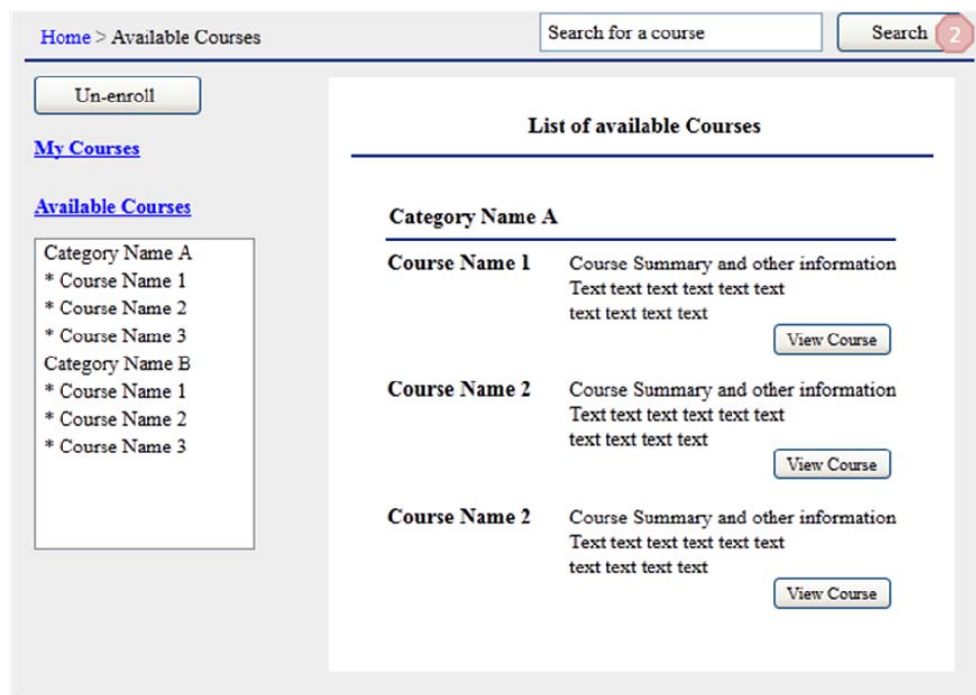 Home > Available Courses
Search for a course
Search
2
Un-enroll
My Courses
Available Courses
Category Name A
* Course Name 1
* Course Name 2
* Course Name 3
Category Name B
* Course Name 1
* Course Name 2
* Course Name 3
List of available Courses
Category Name A
Course Name 1
Course Summary and other information
Text text text text text text
text text text text
View Course
Course Name 2
Course Summary and other information
Text text text text text text
text text text text
View Course
Course Name 2
Course Summary and other information
Text text text text text text
text text text text
View Course